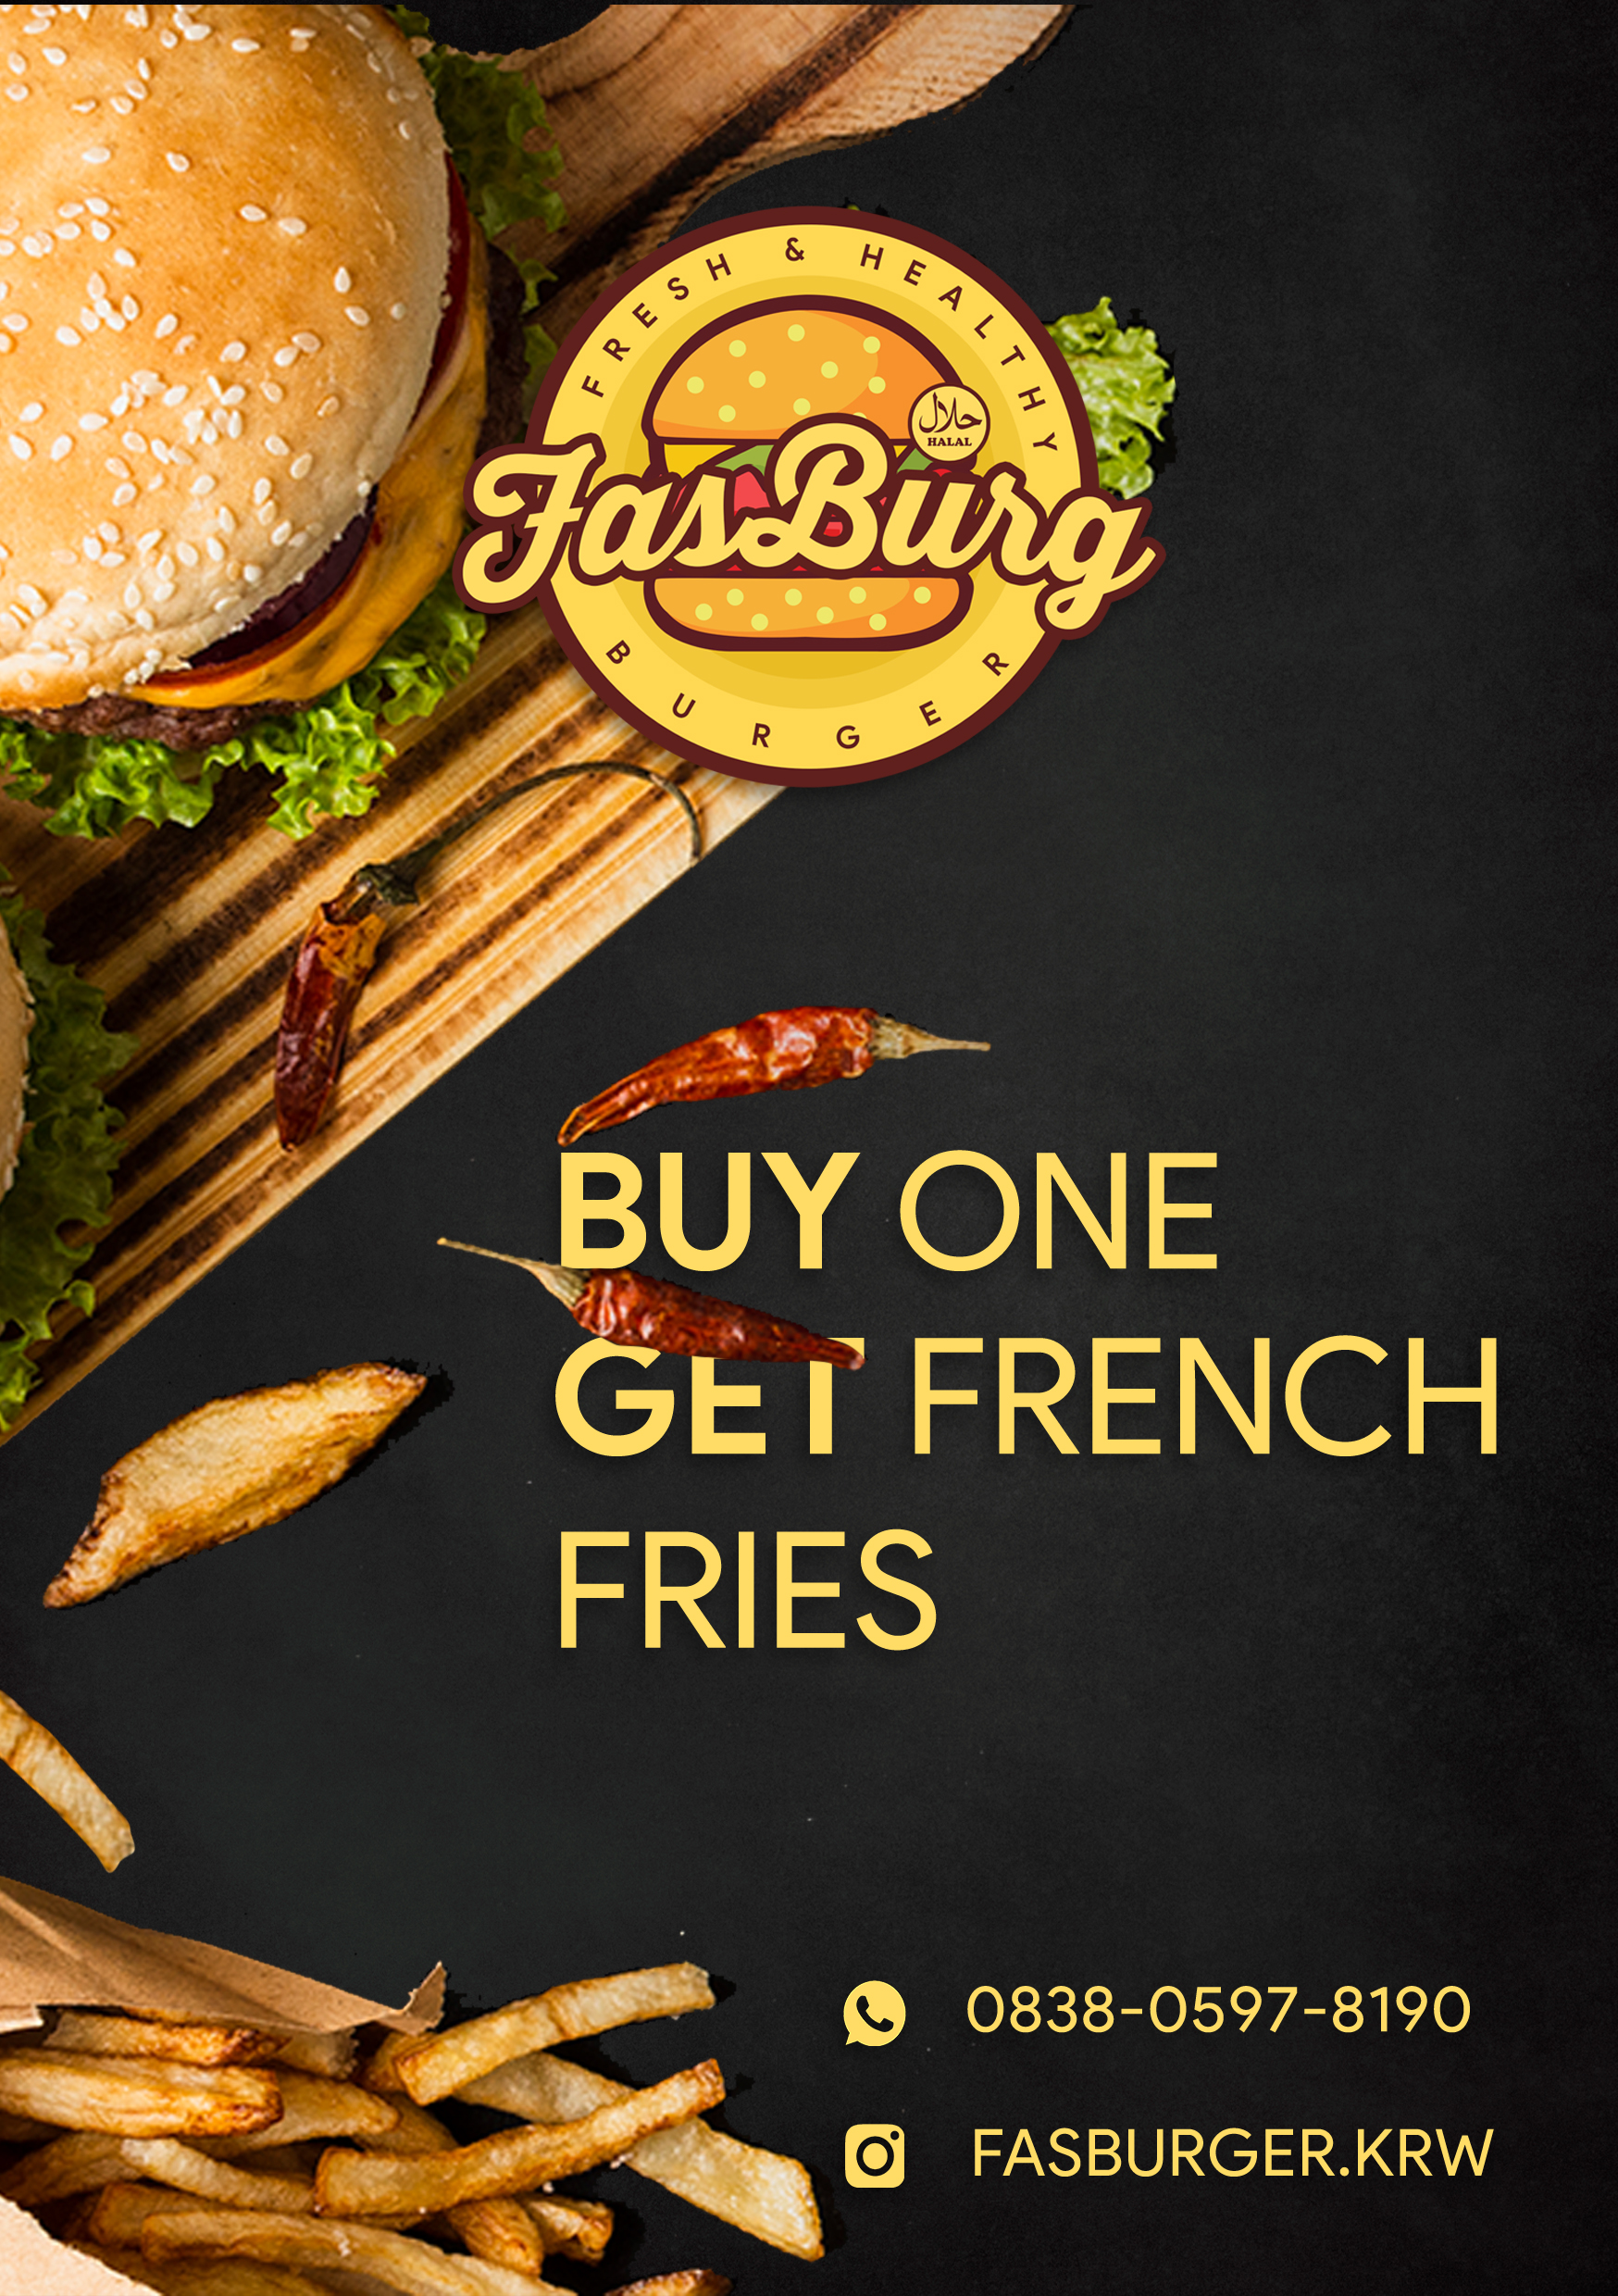 FRESH & HEALTHY
حلال
HALAL
FasBurg
BURGER
BUY ONE
GET FRENCH
FRIES
0838-0597-8190
FASBURGER.KRW